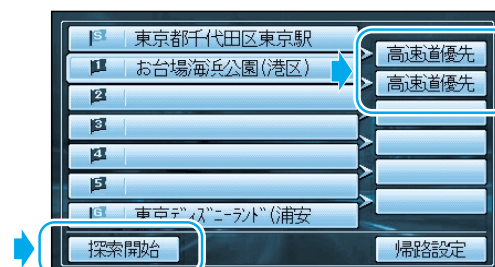 S 東京都千代田区東京駅
高速道優先
1 お台場海浜公園(港区)
高速道優先
2
3
4
5
G 東京ディズニーランド(浦安
探索開始
帰路設定